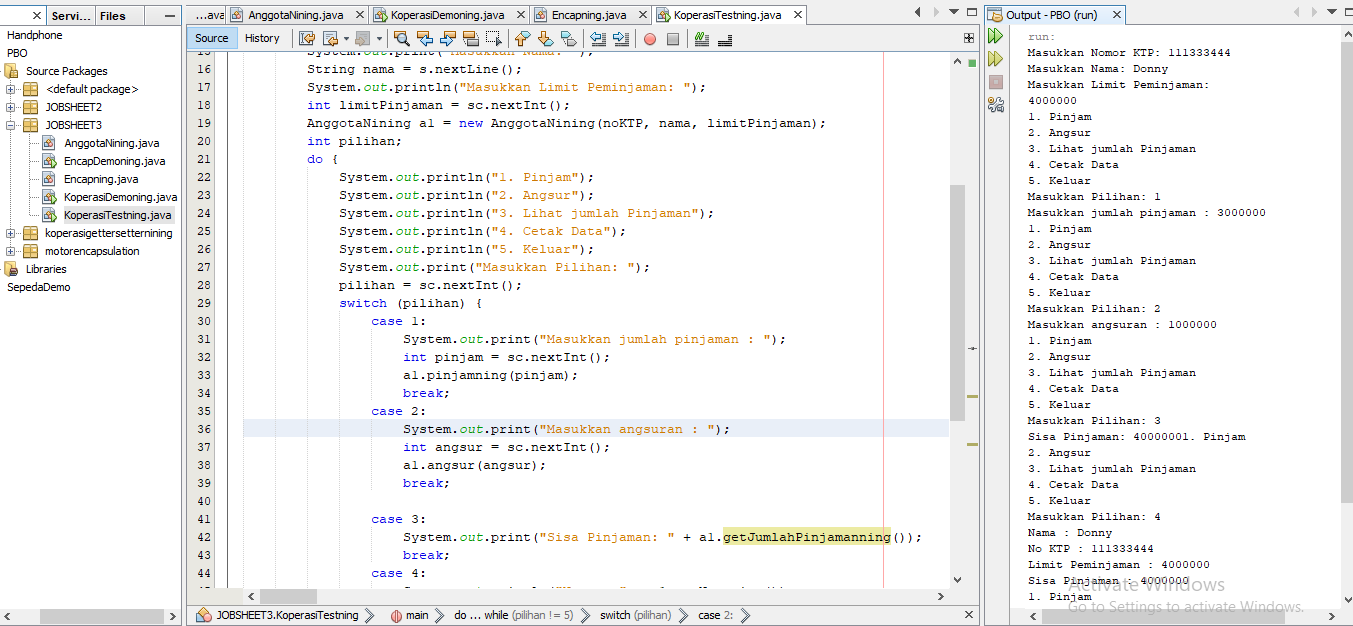 Servi...
Files
...ava
AnggotaNining.java
KoperasiDemoning.java
Encapning.java
KoperasiTestning.java
Output - PBO (run)
Handphone
PBO
Source Packages
<default package>
JOBSHEET2
JOBSHEET3
AnggotaNining.java
EncapDemoning.java
Encapning.java
KoperasiDemoning.java
KoperasiTestning.java
koperasigettersetternining
motorencapsulation
Libraries
SepedaDemo
Source
History
16 String nama = s.nextLine();
17 System.out.println("Masukkan Limit Peminjaman: ");
18 int limitPinjaman = sc.nextInt();
19 AnggotaNining a1 = new AnggotaNining(noKTP, nama, limitPinjaman);
20 int pilihan;
21 do {
22 System.out.println("1. Pinjam");
23 System.out.println("2. Angsur");
24 System.out.println("3. Lihat jumlah Pinjaman");
25 System.out.println("4. Cetak Data");
26 System.out.println("5. Keluar");
27 System.out.print("Masukkan Pilihan: ");
28 pilihan = sc.nextInt();
29 switch (pilihan) {
30 case 1:
31 System.out.print("Masukkan jumlah pinjaman : ");
32 int pinjam = sc.nextInt();
33 a1.pinjamning(pinjam);
34 break;
35 case 2:
36 System.out.print("Masukkan angsuran : ");
37 int angsur = sc.nextInt();
38 a1.angsur(angsur);
39 break;
40
41 case 3:
42 System.out.print("Sisa Pinjaman: " + a1.getJumlahPinjamanning());
43 break;
44 case 4:
JOBSHEET3.KoperasiTestning
main
do ... while (pilihan != 5)
switch (pilihan)
case 2:
run:
Masukkan Nomor KTP: 111333444
Masukkan Nama: Donny
Masukkan Limit Peminjaman:
4000000
1. Pinjam
2. Angsur
3. Lihat jumlah Pinjaman
4. Cetak Data
5. Keluar
Masukkan Pilihan: 1
Masukkan jumlah pinjaman : 3000000
1. Pinjam
2. Angsur
3. Lihat jumlah Pinjaman
4. Cetak Data
5. Keluar
Masukkan Pilihan: 2
Masukkan angsuran : 1000000
1. Pinjam
2. Angsur
3. Lihat jumlah Pinjaman
4. Cetak Data
5. Keluar
Masukkan Pilihan: 3
Sisa Pinjaman: 40000001. Pinjam
2. Angsur
3. Lihat jumlah Pinjaman
4. Cetak Data
5. Keluar
Masukkan Pilihan: 4
Nama : Donny
No KTP : 111333444
Limit Peminjaman : 4000000
Sisa Pinjaman : 4000000
1. Pinjam
Activate Windows
Go to Settings to activate Windows.